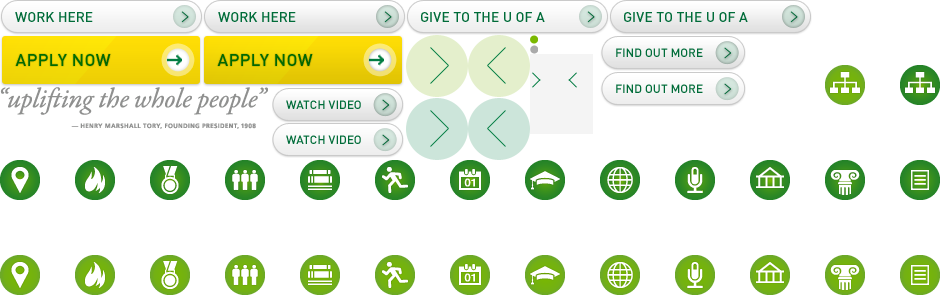 WORK HERE
WORK HERE
GIVE TO THE U OF A
GIVE TO THE U OF A
APPLY NOW
APPLY NOW
FIND OUT MORE
FIND OUT MORE
“uplifting the whole people”
— HENRY MARSHALL TORY, FOUNDING PRESIDENT, 1908
WATCH VIDEO
WATCH VIDEO
01
01